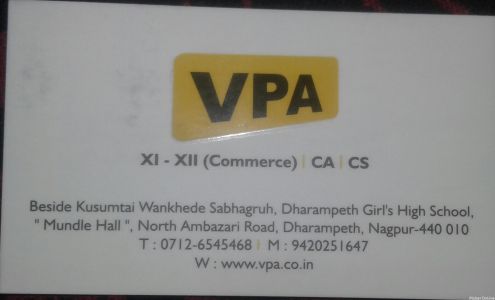 VPA
XI - XII (Commerce) | CA | CS
Beside Kusumtai Wankhede Sabhagruh, Dharampeth Girl's High School,
" Mundle Hall ", North Ambazari Road, Dharampeth, Nagpur-440 010
T : 0712-6545468 | M : 9420251647
W : www.vpa.co.in